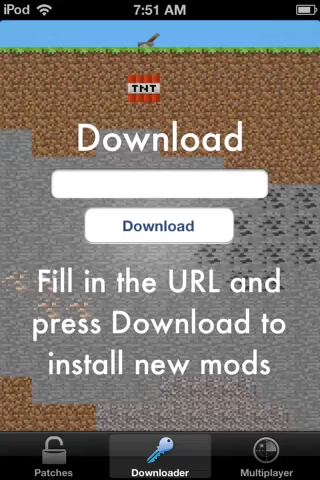 iPod 7:51 AM
TNT
Download
Download
Fill in the URL and
press Download to
install new mods
Patches Downloader Multiplayer